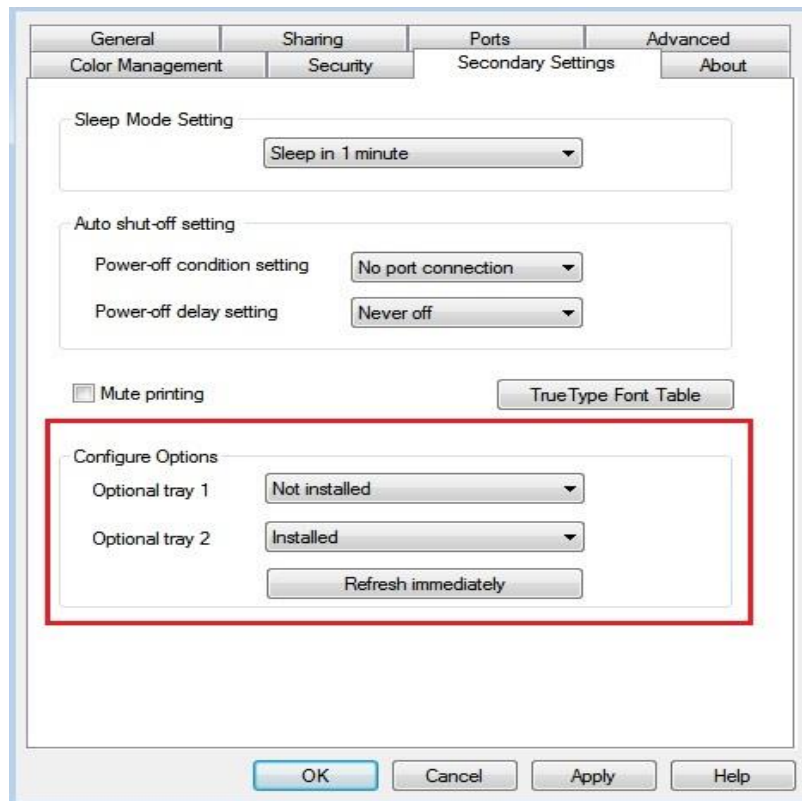 General Sharing Ports Advanced
Color Management Security Secondary Settings About
Sleep Mode Setting
Sleep in 1 minute
Auto shut-off setting
Power-off condition setting No port connection
Power-off delay setting Never off
Mute printing TrueType Font Table
Configure Options
Optional tray 1 Not installed
Optional tray 2 Installed
Refresh immediately
OK Cancel Apply Help